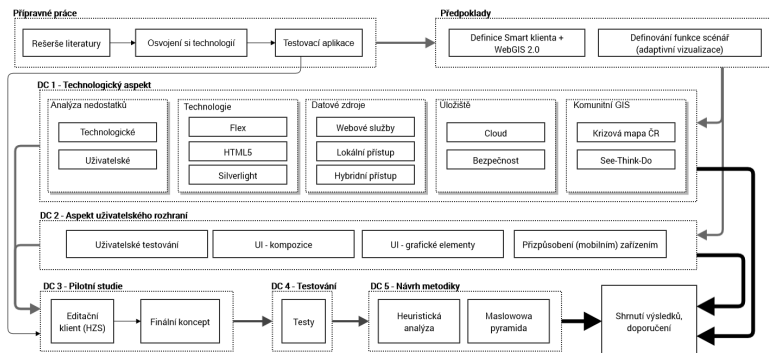 Přípravné práce
Předpoklady
Rešerše literatury
Osvojení si technologií
Testovací aplikace
Definice Smart klienta +
WebGIS 2.0
Definování funkce scénář
(adaptivní vizualizace)
DC 1 - Technologický aspekt
Analýza nedostatků
Technologické
Uživatelské
Technologie
Flex
HTML5
Silverlight
Datové zdroje
Webové služby
Lokální přístup
Hybridní přístup
Úložiště
Cloud
Bezpečnost
Komunitní GIS
Krizová mapa ČR
See-Think-Do
DC 2 - Aspekt uživatelského rozhraní
Uživatelské testování
UI - kompozice
UI - grafické elementy
Přizpůsobení (mobilním) zařízením
DC 3 - Pilotní studie
Editační
klient (HZS)
Finální koncept
DC 4 - Testování
Testy
DC 5 - Návrh metodiky
Heuristická
analýza
Maslowowa
pyramida
Shrnutí výsledků,
doporučení